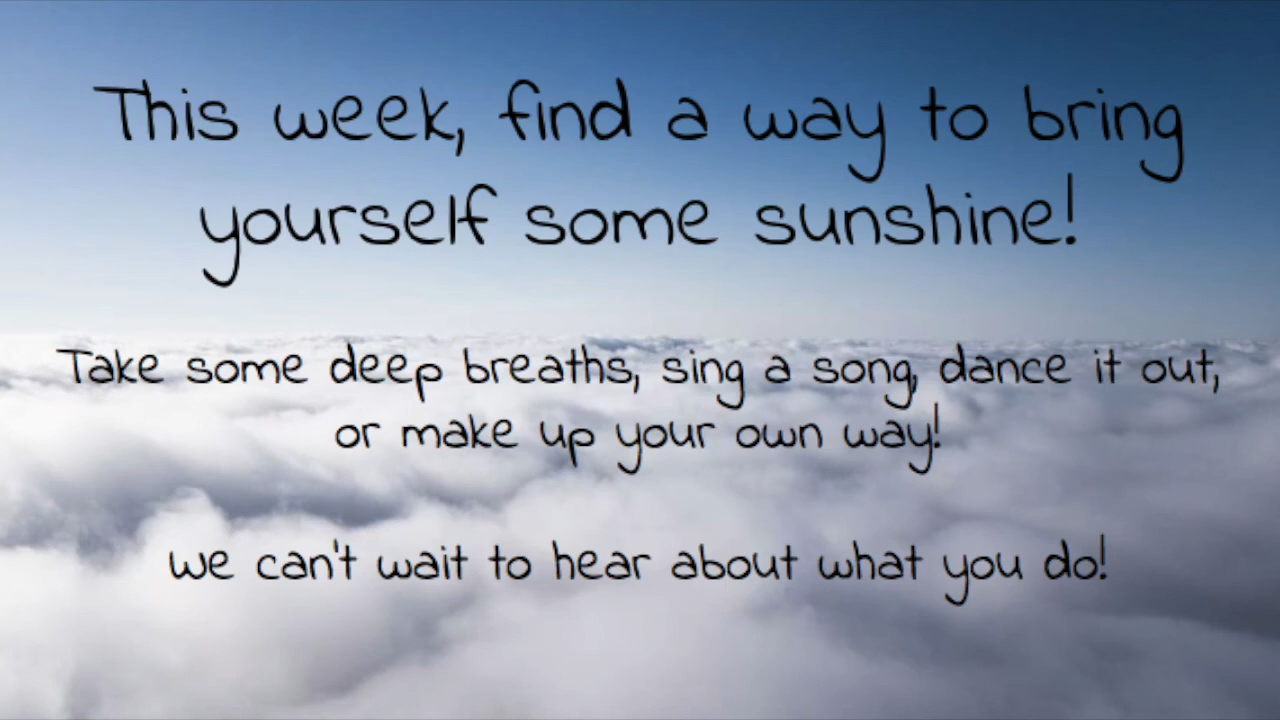 This week, find a way to bring
yourself some sunshine!
Take some deep breaths, sing a song, dance it out,
or make up your own way!
we can't wait to hear about what you do!